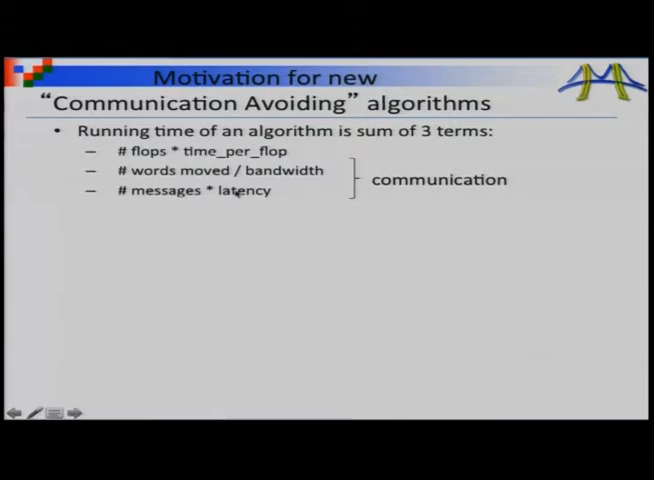 Motivation for new
“Communication Avoiding” algorithms
• Running time of an algorithm is sum of 3 terms:
– # flops * time_per_flop
– # words moved / bandwidth
– # messages * latency
communication